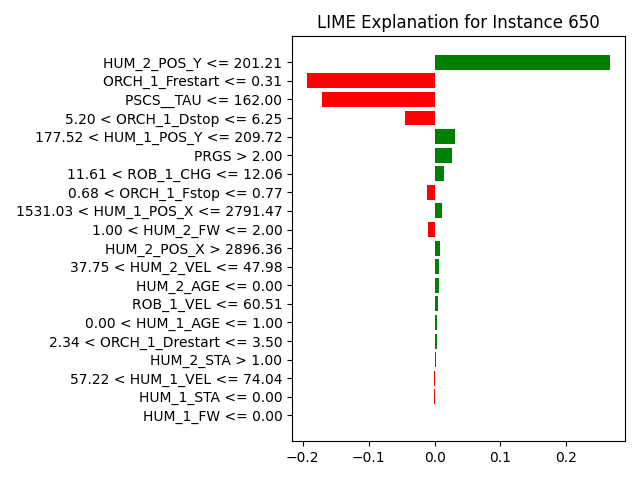 LIME Explanation for Instance 650
HUM_2_POS_Y <= 201.21
ORCH_1_Frestart <= 0.31
PSCS__TAU <= 162.00
5.20 < ORCH_1_Dstop <= 6.25
177.52 < HUM_1_POS_Y <= 209.72
PRGS > 2.00
11.61 < ROB_1_CHG <= 12.06
0.68 < ORCH_1_Fstop <= 0.77
1531.03 < HUM_1_POS_X <= 2791.47
1.00 < HUM_2_FW <= 2.00
HUM_2_POS_X > 2896.36
37.75 < HUM_2_VEL <= 47.98
HUM_2_AGE <= 0.00
ROB_1_VEL <= 60.51
0.00 < HUM_1_AGE <= 1.00
2.34 < ORCH_1_Drestart <= 3.50
HUM_2_STA > 1.00
57.22 < HUM_1_VEL <= 74.04
HUM_1_STA <= 0.00
HUM_1_FW <= 0.00
−0.2 −0.1 0.0 0.1 0.2